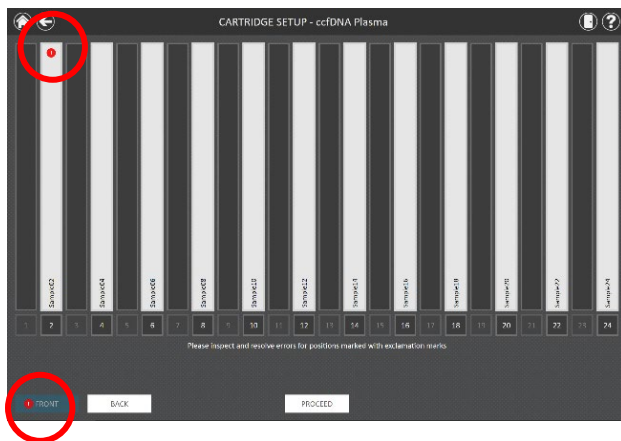 CARTRIDGE SETUP - ccfDNA Plasma
?
!
Sample02
Sample04
Sample06
Sample08
Sample10
Sample12
Sample14
Sample16
Sample18
Sample20
Sample22
Sample24
1 2 3 4 5 6 7 8 9 10 11 12 13 14 15 16 17 18 19 20 21 22 23 24
Please inspect and resolve errors for positions marked with exclamation marks
! FRONT BACK PROCEED